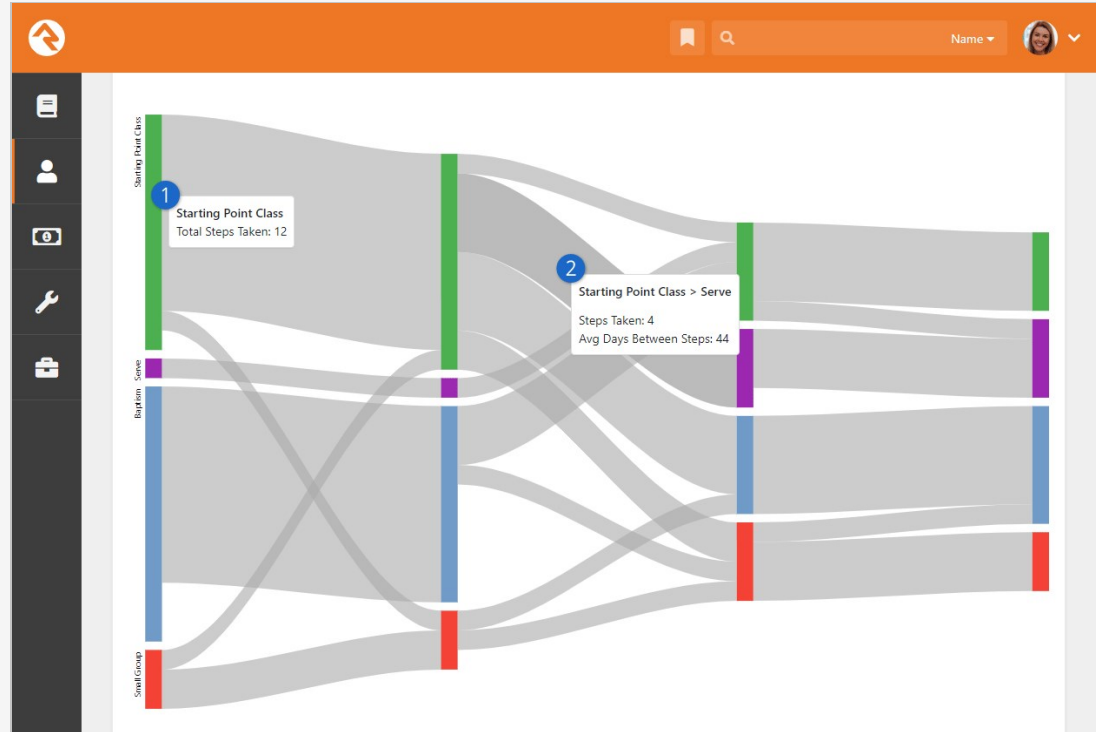 Name
Starting Point Class
1
Starting Point Class
Total Steps Taken: 12
2
Starting Point Class > Serve
Steps Taken: 4
Avg Days Between Steps: 44
Serve
Baptism
Small Group